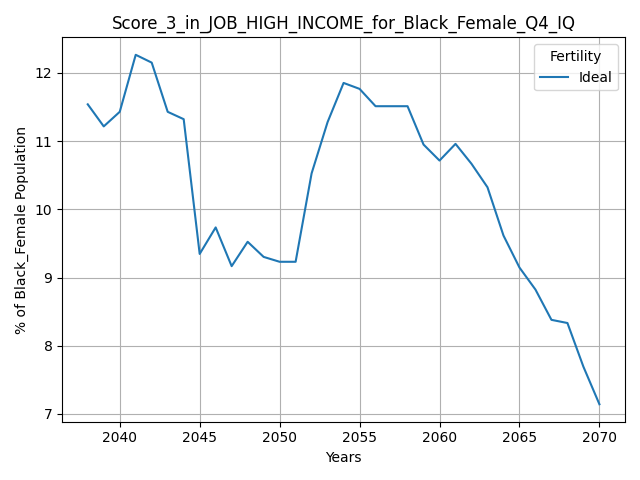 Score_3_in_JOB_HIGH_INCOME_for_Black_Female_Q4_IQ
Fertility
Ideal
% of Black_Female Population
12
11
10
9
8
7
2040 2045 2050 2055 2060 2065 2070
Years